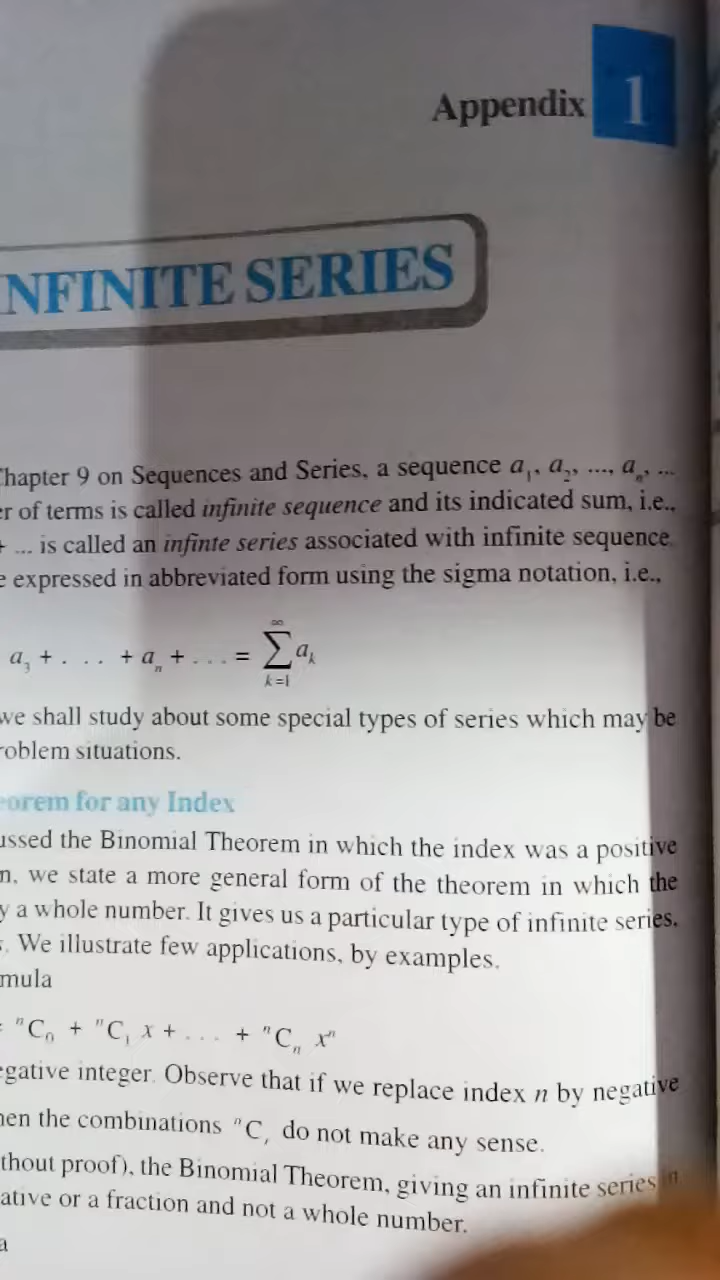 Appendix 1
NFINITE SERIES
Chapter 9 on Sequences and Series, a sequence a₁, a₂, ..., aₙ, ...
er of terms is called infinite sequence and its indicated sum, i.e.,
+ ... is called an infinte series associated with infinite sequence.
e expressed in abbreviated form using the sigma notation, i.e.,
a₃ + . . . + aₙ + . . . = ∑_{k=1}^{∞} aₖ
we shall study about some special types of series which may be
roblem situations.
eorem for any Index
ussed the Binomial Theorem in which the index was a positive
n, we state a more general form of the theorem in which the
y a whole number. It gives us a particular type of infinite series,
. We illustrate few applications, by examples.
mula
= ⁿC₀ + ⁿC₁ x + . . . + ⁿCₙ xⁿ
egative integer. Observe that if we replace index n by negative
hen the combinations ⁿCᵣ do not make any sense.
thout proof), the Binomial Theorem, giving an infinite series in
ative or a fraction and not a whole number.
a